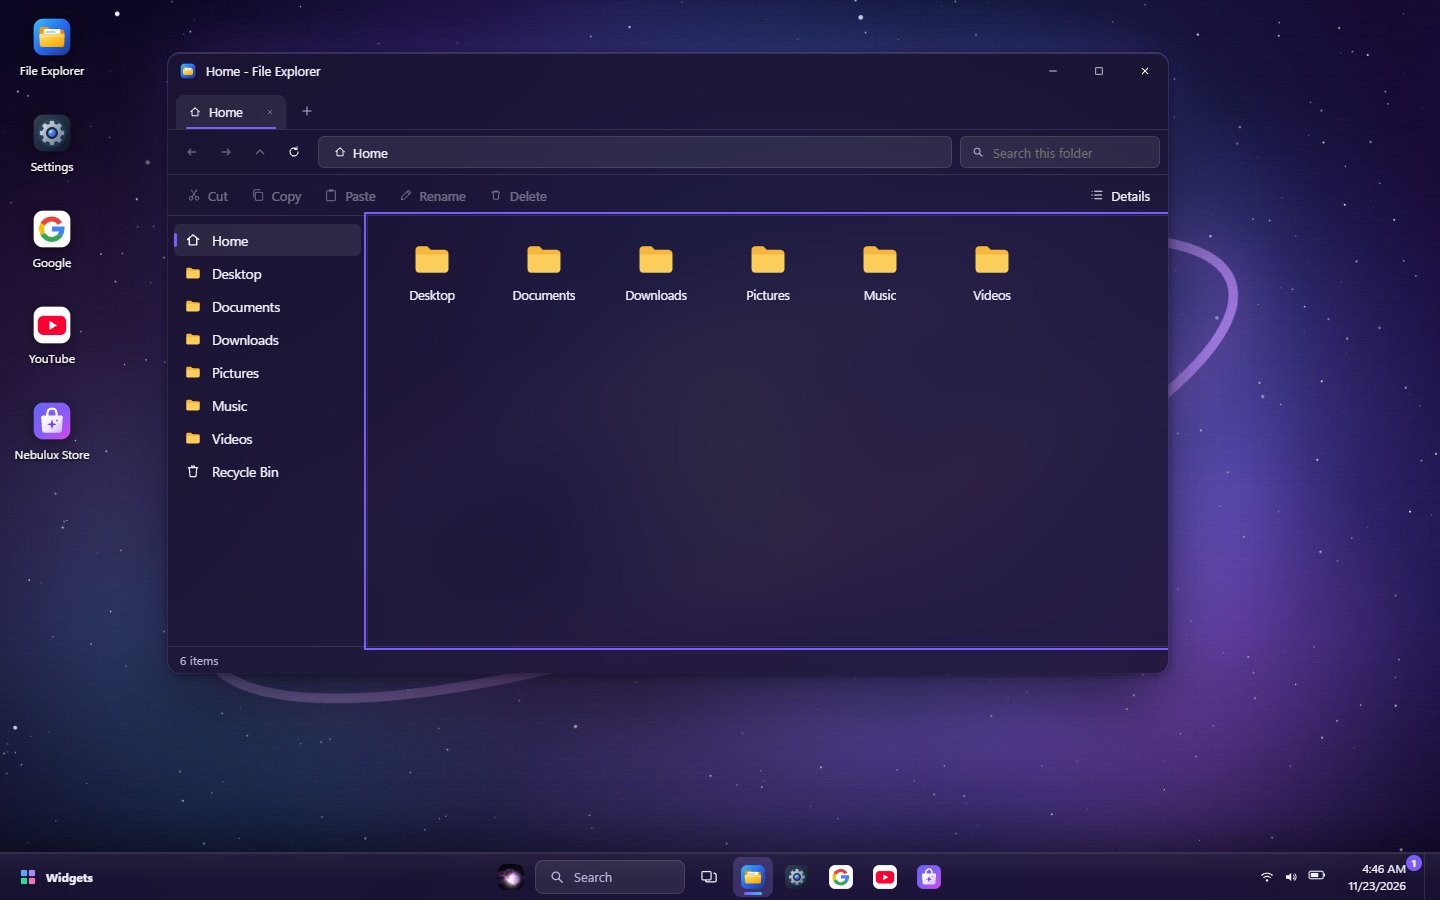 File Explorer
Settings
Google
YouTube
Nebulux Store
Home - File Explorer
Home
Home
Search this folder
Cut Copy Paste Rename Delete Details
Home
Desktop
Documents
Downloads
Pictures
Music
Videos
Recycle Bin
Desktop Documents Downloads Pictures Music Videos
6 items
Widgets
Search
4:46 AM
1
11/23/2026